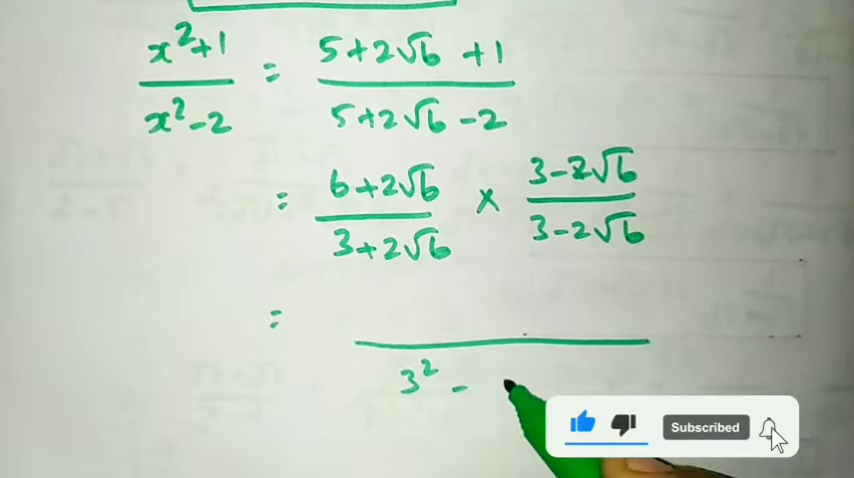 x²+1 / x²-2 = 5+2√6 +1 / 5+2√6 -2
= 6+2√6 / 3+2√6 × 3-2√6 / 3-2√6
=
3² -
Subscribed